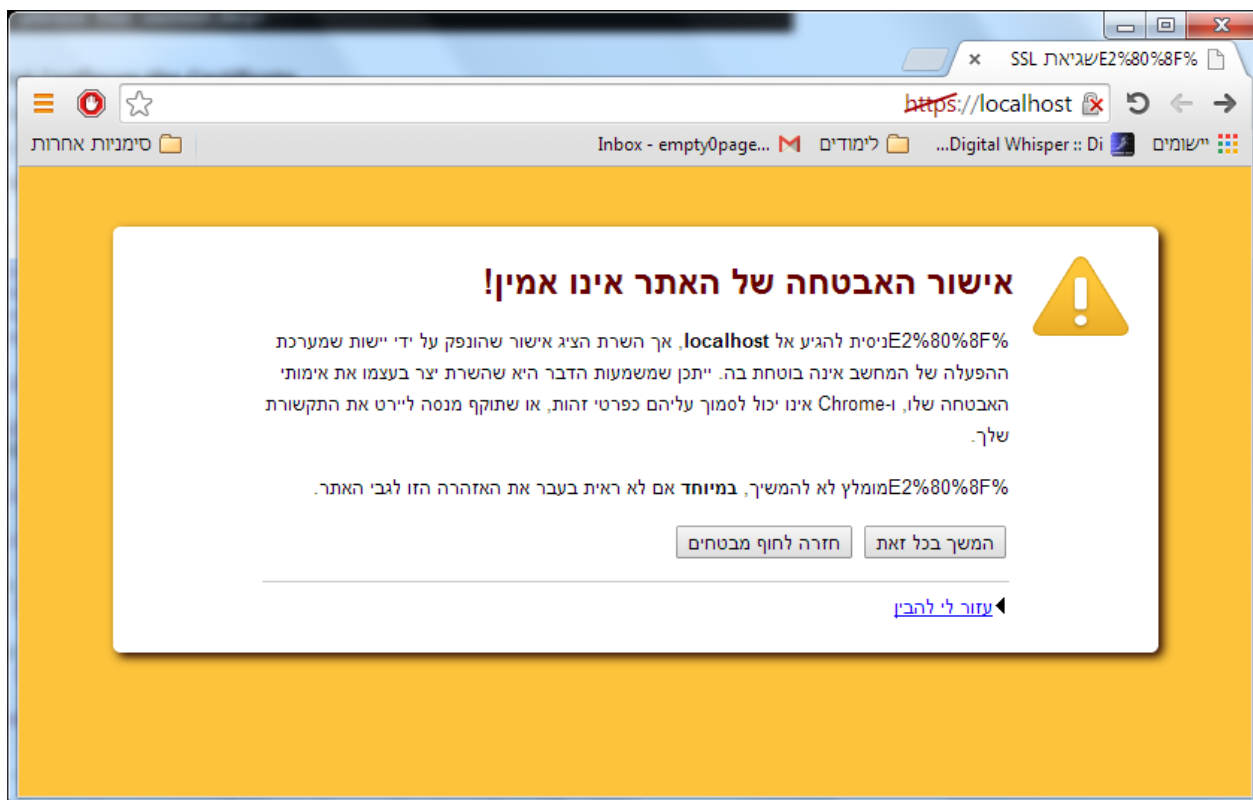 %E2%80%8Fשגיאת SSL
https://localhost
יישומים
Digital Whisper :: Di...
לימודים
Inbox - empty0page...
סימניות אחרות
אישור האבטחה של האתר אינו אמין!
%E2%80%8Fניסית להגיע אל localhost, אך השרת הציג אישור שהונפק על ידי יישות שמערכת
ההפעלה של המחשב אינה בוטחת בה. ייתכן שמשמעות הדבר היא שהשרת יצר בעצמו את אימותי
האבטחה שלו, ו-Chrome אינו יכול לסמוך עליהם כפרטי זהות, או שתוקף מנסה ליירט את התקשורת
שלך.
%E2%80%8Fמומלץ לא להמשיך, במיוחד אם לא ראית בעבר את האזהרה הזו לגבי האתר.
המשך בכל זאת
חזרה לחוף מבטחים
עזור לי להבין